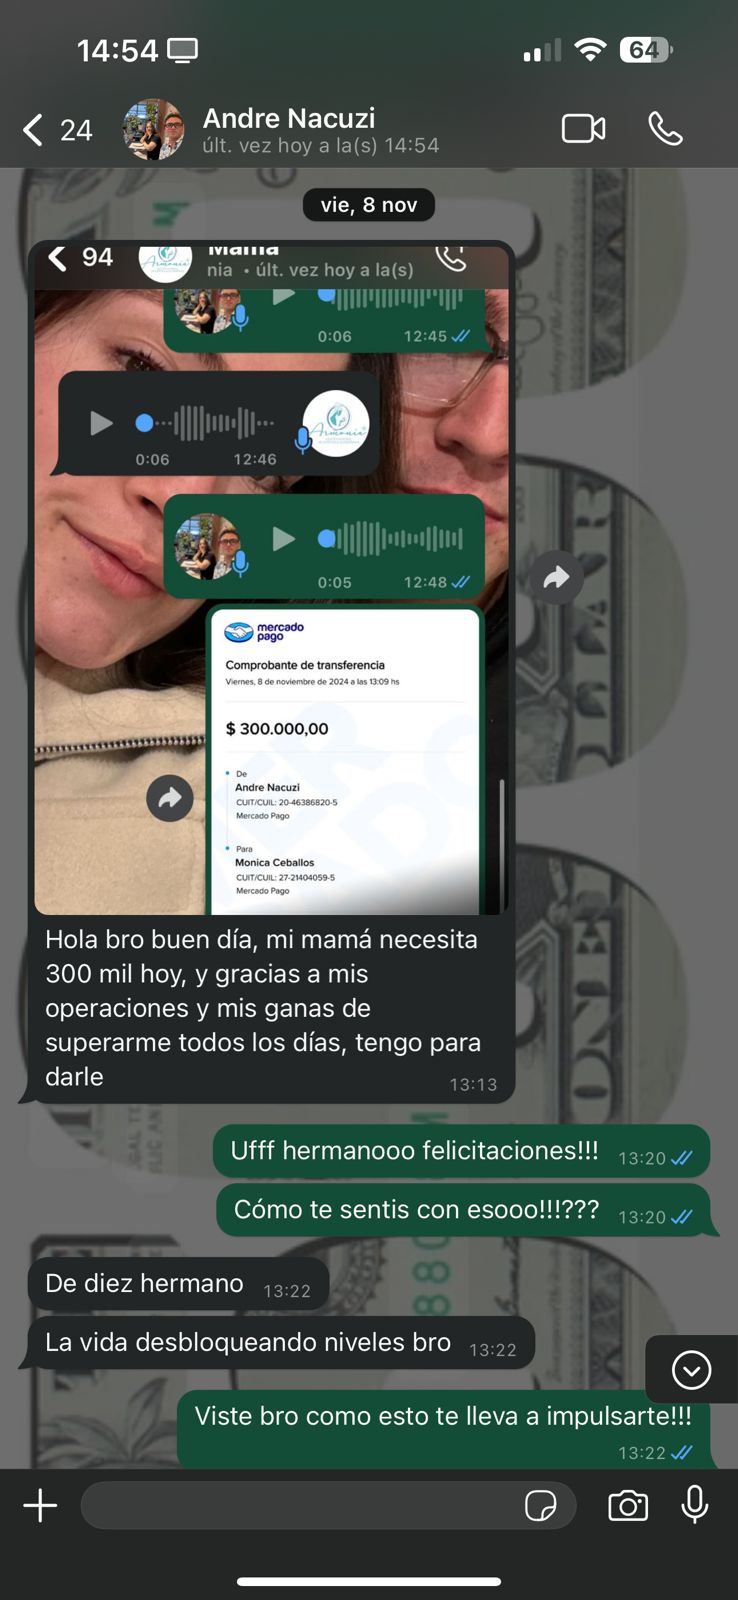 14:54
64
24
Andre Nacuzi
últ. vez hoy a la(s) 14:54
vie, 8 nov
94
Mamá
nia • últ. vez hoy a la(s)
0:06 12:45
Armonía
0:06 12:46
0:05 12:48
mercado
pago
Comprobante de transferencia
Viernes, 8 de noviembre de 2024 a las 13:09 hs
$ 300.000,00
De
Andre Nacuzi
CUIT/CUIL: 20-46386820-5
Mercado Pago
Para
Monica Ceballos
CUIT/CUIL: 27-21404059-5
Mercado Pago
Hola bro buen día, mi mamá necesita
300 mil hoy, y gracias a mis
operaciones y mis ganas de
superarme todos los días, tengo para
darle
13:13
Ufff hermanooo felicitaciones!!! 13:20
Cómo te sentis con esooo!!!??? 13:20
De diez hermano 13:22
La vida desbloqueando niveles bro 13:22
Viste bro como esto te lleva a impulsarte!!!
13:22